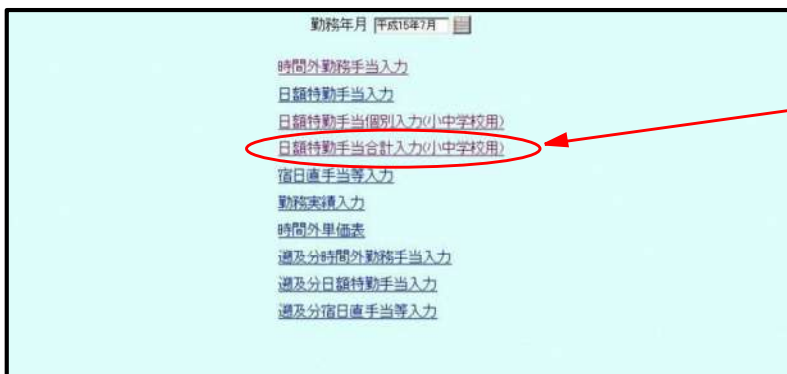 勤務年月 平成15年7月
時間外勤務手当入力
日額特勤手当入力
日額特勤手当個別入力(小中学校用)
日額特勤手当合計入力(小中学校用)
宿日直手当等入力
勤務実績入力
時間外単価表
遡及分時間外勤務手当入力
遡及分日額特勤手当入力
遡及分宿日直手当等入力